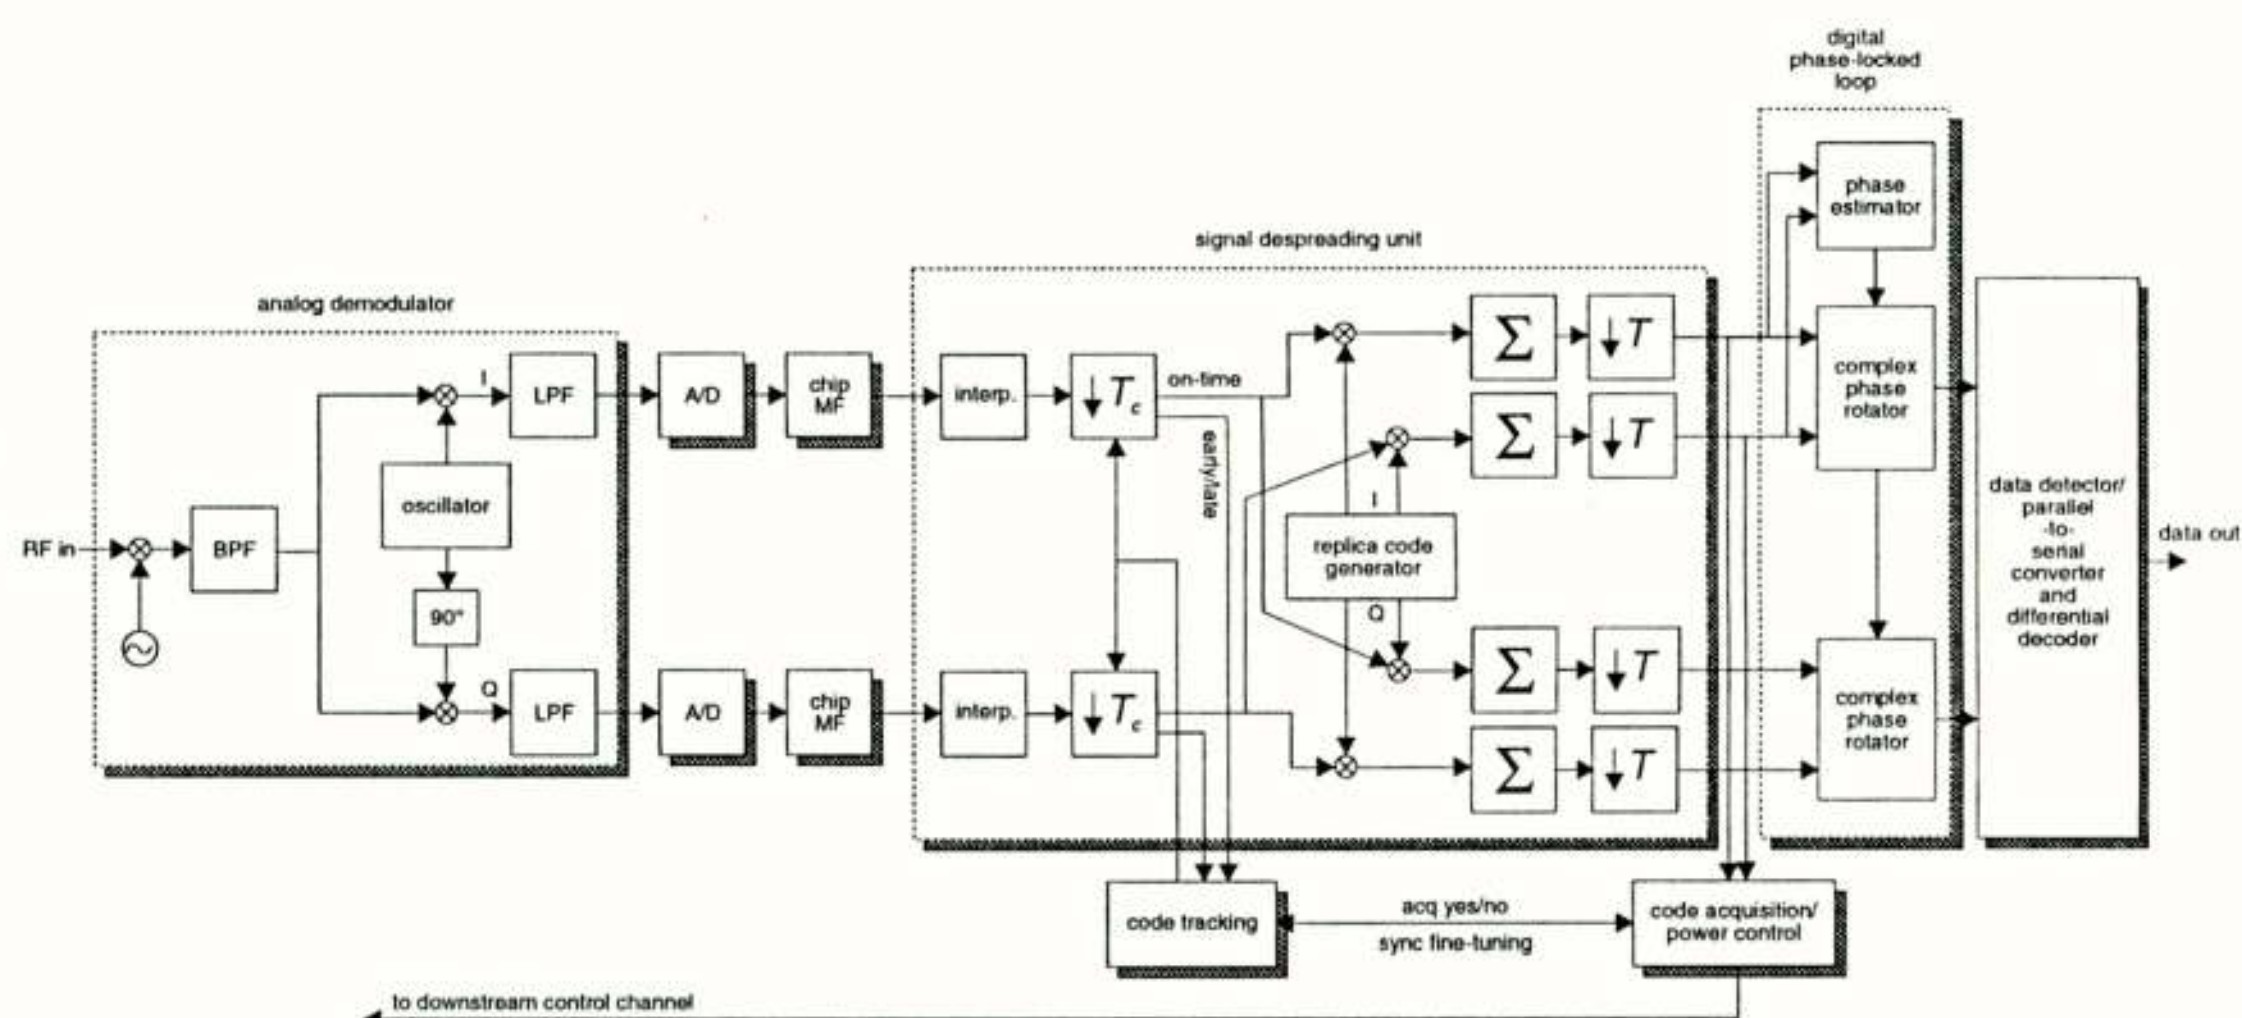 digital
phase-locked
loop
phase
estimator
signal despreading unit
analog demodulator
I
LPF
A/D
chip
MF
interp.
↓ Tc
on-time
early/late
Σ
↓ T
Σ
↓ T
complex
phase
rotator
oscillator
I
RF in
BPF
replica code
generator
data detector/
parallel
-to-
serial
converter
and
differential
decoder
data out
90°
Q
Q
LPF
A/D
chip
MF
interp.
↓ Tc
Σ
↓ T
Σ
↓ T
complex
phase
rotator
code tracking
acq yes/no
sync fine-tuning
code acquisition/
power control
to downstream control channel